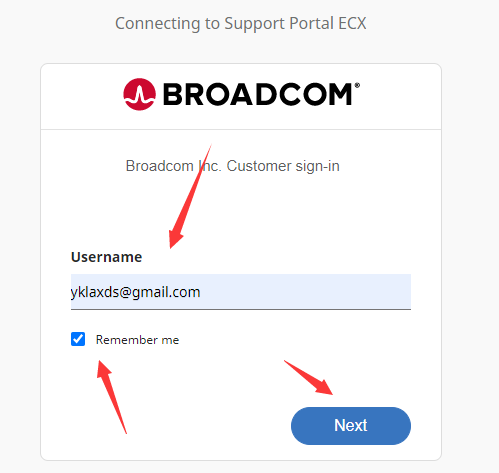 Connecting to Support Portal ECX
BROADCOM®
Broadcom Inc. Customer sign-in
Username
yklaxds@gmail.com
Remember me
Next